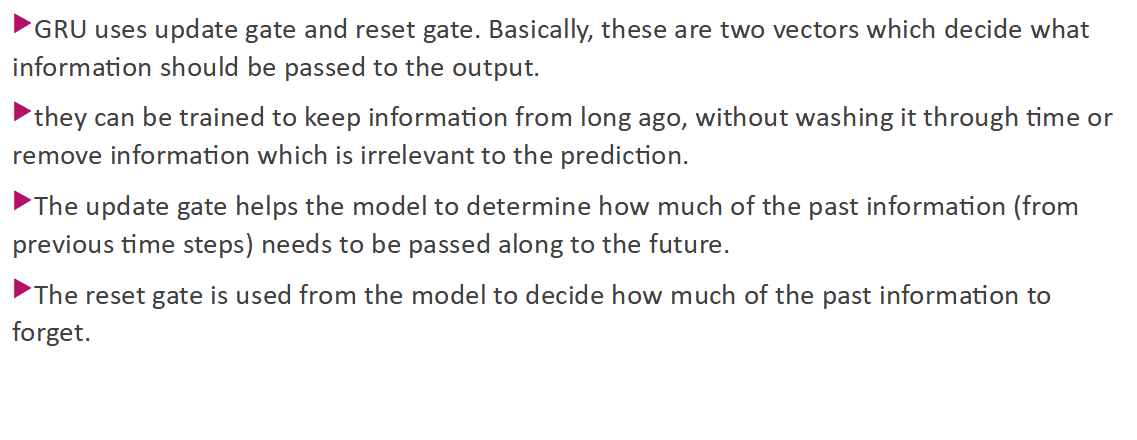 ▶GRU uses update gate and reset gate. Basically, these are two vectors which decide what
information should be passed to the output.
▶they can be trained to keep information from long ago, without washing it through time or
remove information which is irrelevant to the prediction.
▶The update gate helps the model to determine how much of the past information (from
previous time steps) needs to be passed along to the future.
▶The reset gate is used from the model to decide how much of the past information to
forget.